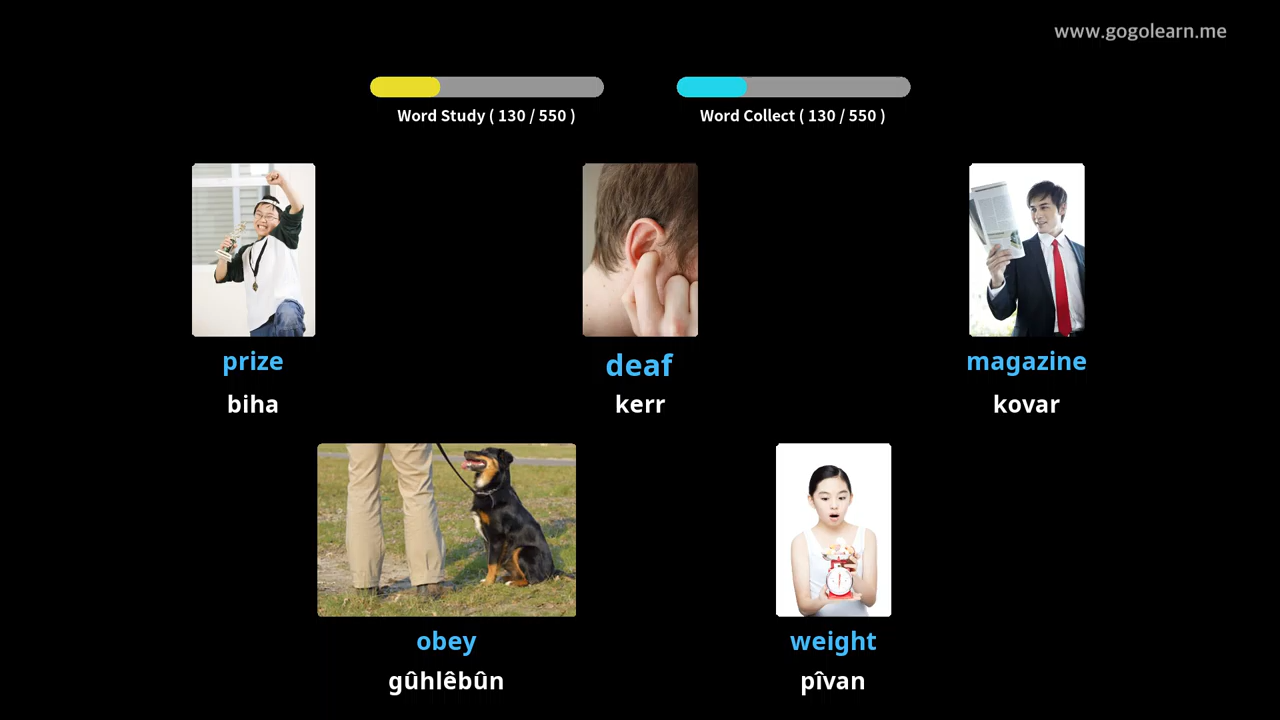 www.gogolearn.me
Word Study ( 130 / 550 )
Word Collect ( 130 / 550 )
prize
biha
deaf
kerr
magazine
kovar
obey
gûhlêbûn
weight
pîvan